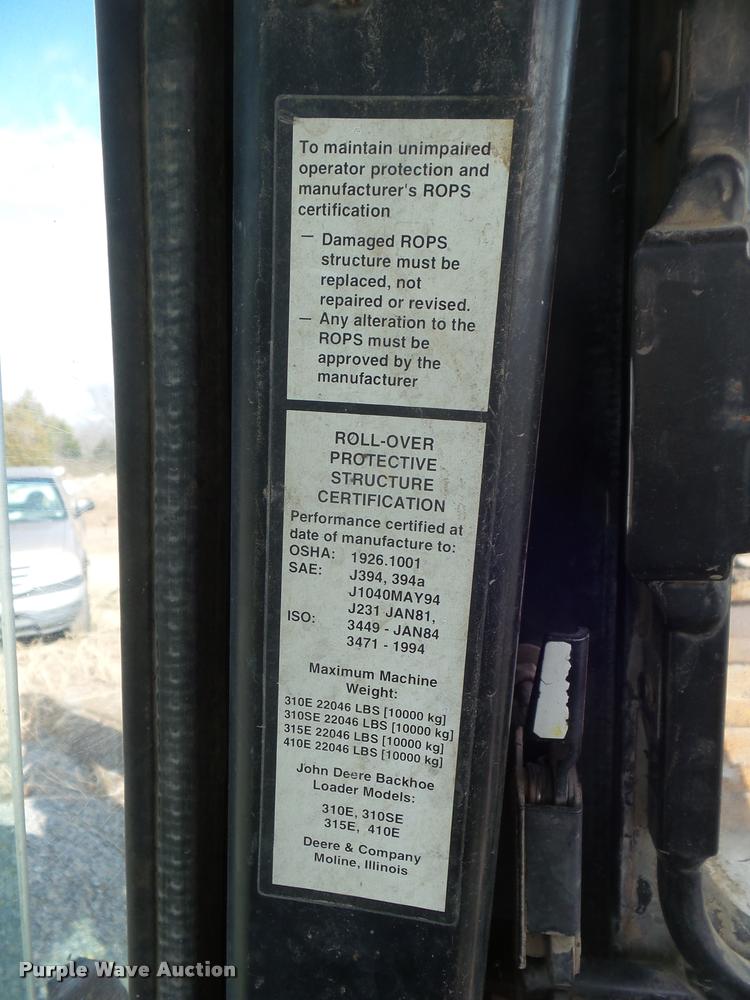 To maintain unimpaired
operator protection and
manufacturer's ROPS
certification
— Damaged ROPS
structure must be
replaced, not
repaired or revised.
— Any alteration to the
ROPS must be
approved by the
manufacturer
ROLL-OVER
PROTECTIVE
STRUCTURE
CERTIFICATION
Performance certified at
date of manufacture to:
OSHA: 1926.1001
SAE: J394, 394a
J1040MAY94
J231 JAN81,
ISO: 3449 - JAN84
3471 - 1994
Maximum Machine
Weight:
310E 22046 LBS [10000 kg]
310SE 22046 LBS [10000 kg]
315E 22046 LBS [10000 kg]
410E 22046 LBS [10000 kg]
John Deere Backhoe
Loader Models:
310E, 310SE
315E, 410E
Deere & Company
Moline, Illinois
Purple Wave Auction